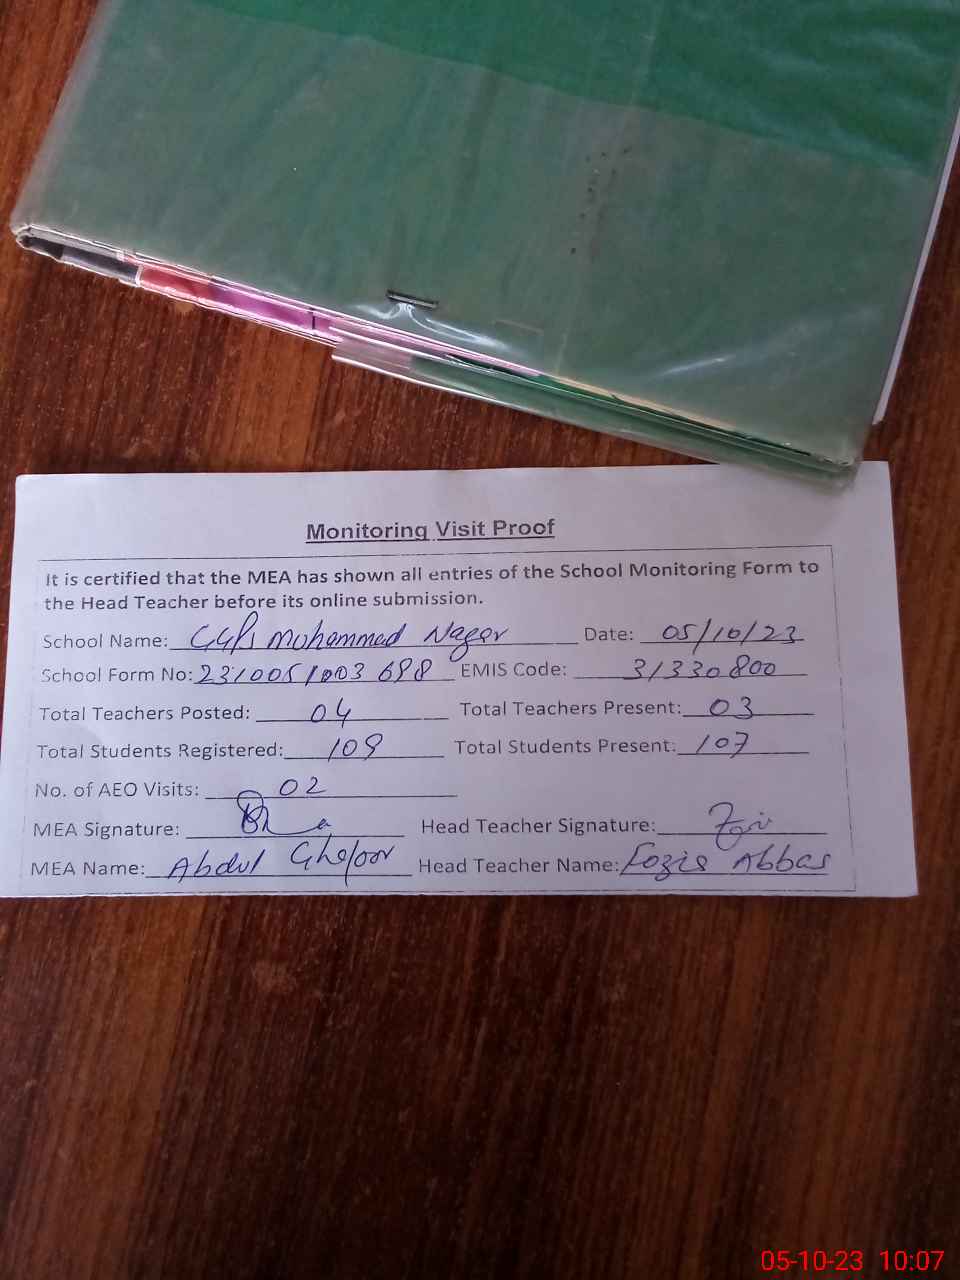 Monitoring Visit Proof
It is certified that the MEA has shown all entries of the School Monitoring Form to
the Head Teacher before its online submission.
School Name: GGPS Mohammad Nagar Date: 05/10/23
School Form No: 231005/003698 EMIS Code: 31330800
Total Teachers Posted: 04 Total Teachers Present: 03
Total Students Registered: 109 Total Students Present: 107
No. of AEO Visits: 02
MEA Signature: Head Teacher Signature:
MEA Name: Abdul Ghafoor Head Teacher Name: Fozia Abbas
05-10-23 10:07